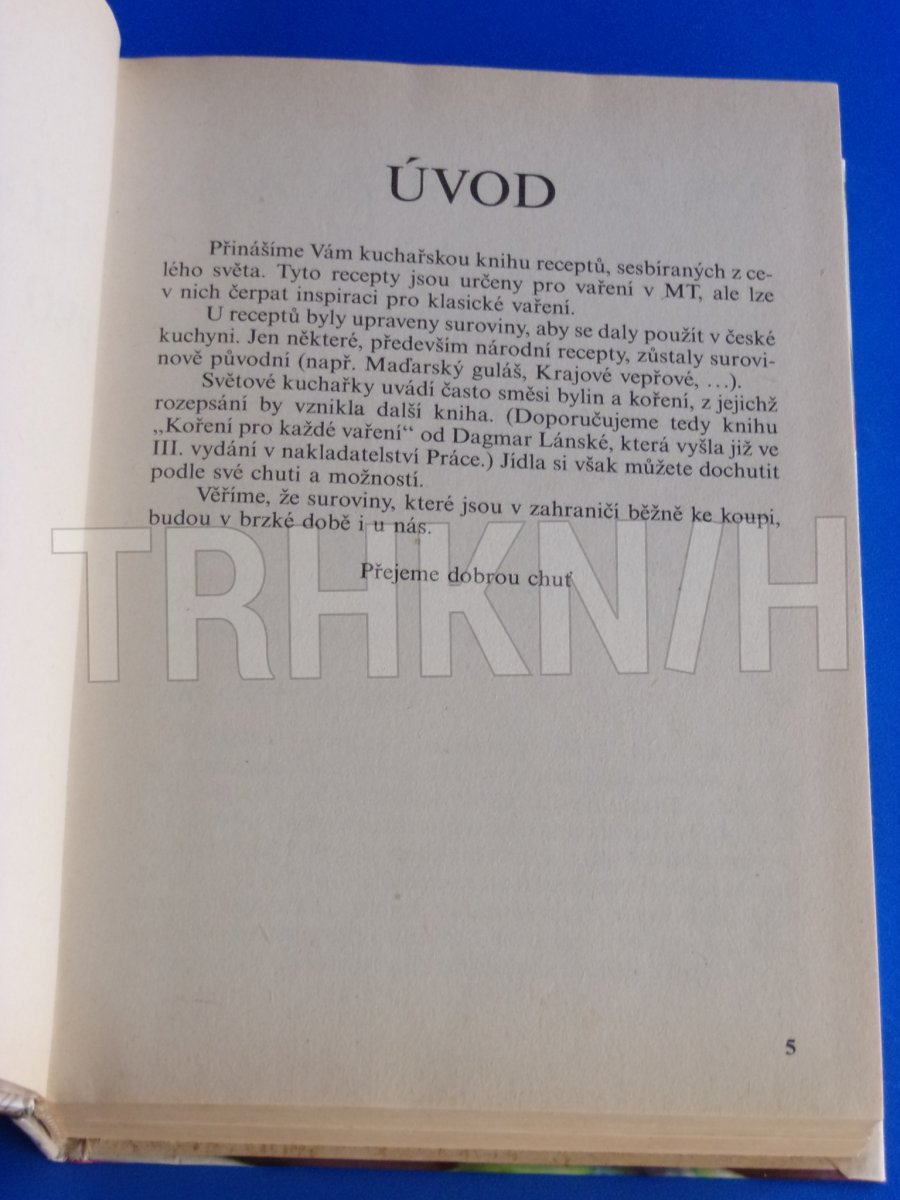 ÚVOD
Přinášíme Vám kuchařskou knihu receptů, sesbíraných z ce-
lého světa. Tyto recepty jsou určeny pro vaření v MT, ale lze
v nich čerpat inspiraci pro klasické vaření.
U receptů byly upraveny suroviny, aby se daly použít v české
kuchyni. Jen některé, především národní recepty, zůstaly surovi-
nově původní (např. Maďarský guláš, Krajové vepřové, …).
Světové kuchařky uvádí často směsi bylin a koření, z jejichž
rozepsání by vznikla další kniha. (Doporučujeme tedy knihu
„Koření pro každé vaření“ od Dagmar Lánské, která vyšla již ve
III. vydání v nakladatelství Práce.) Jídla si však můžete dochutit
podle své chuti a možností.
Věříme, že suroviny, které jsou v zahraničí běžně ke koupi,
budou v brzké době i u nás.
Přejeme dobrou chuť
TRHKN/H
5